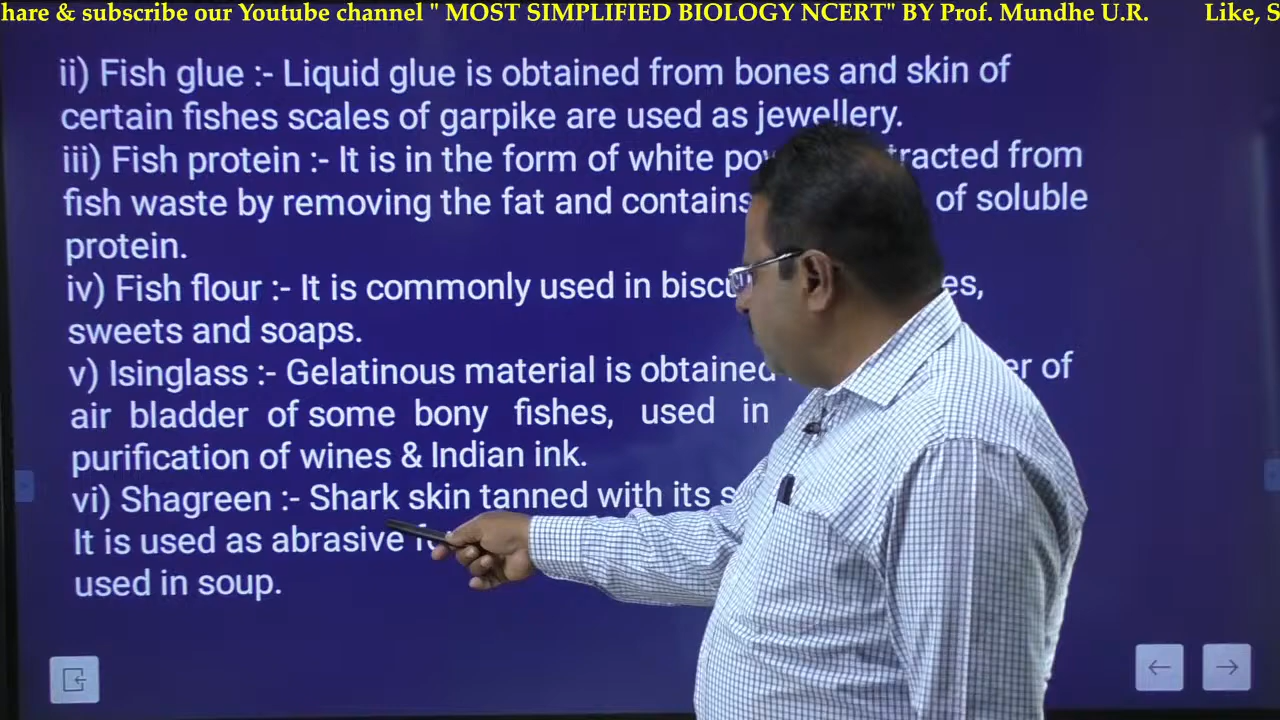 hare & subscribe our Youtube channel " MOST SIMPLIFIED BIOLOGY NCERT" BY Prof. Mundhe U.R. Like, S
ii) Fish glue :- Liquid glue is obtained from bones and skin of
certain fishes scales of garpike are used as jewellery.
iii) Fish protein :- It is in the form of white tracted from
fish waste by removing the fat and contains of soluble
protein.
iv) Fish flour :- It is commonly used in es,
sweets and soaps.
v) Isinglass :- Gelatinous material is obtained er of
air bladder of some bony fishes, used in
purification of wines & Indian ink.
vi) Shagreen :- Shark skin tanned with its
It is used as abrasive
used in soup.